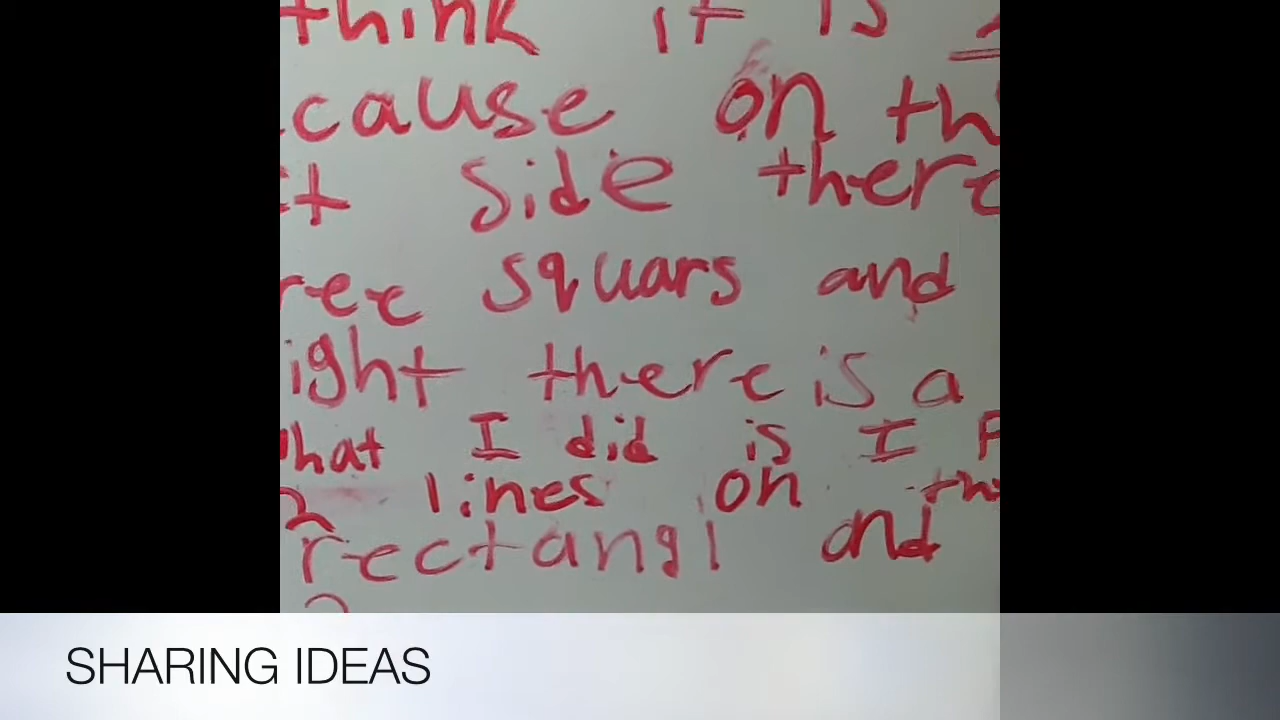 think it is
cause on th
t side there
ree squars and
ight there is a
hat I did is I
2 lines on th
rectangl and
SHARING IDEAS